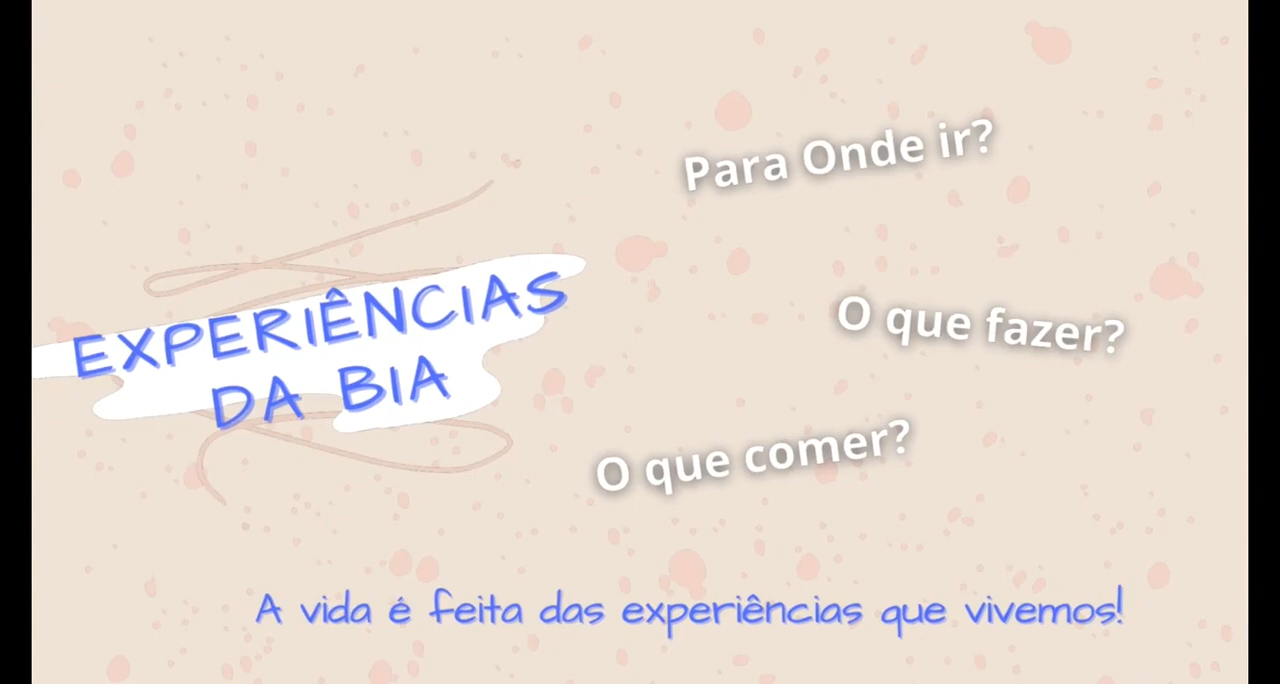 EXPERIÊNCIAS
DA BIA
Para Onde ir?
O que fazer?
O que comer?
A vida é feita das experiências que vivemos!